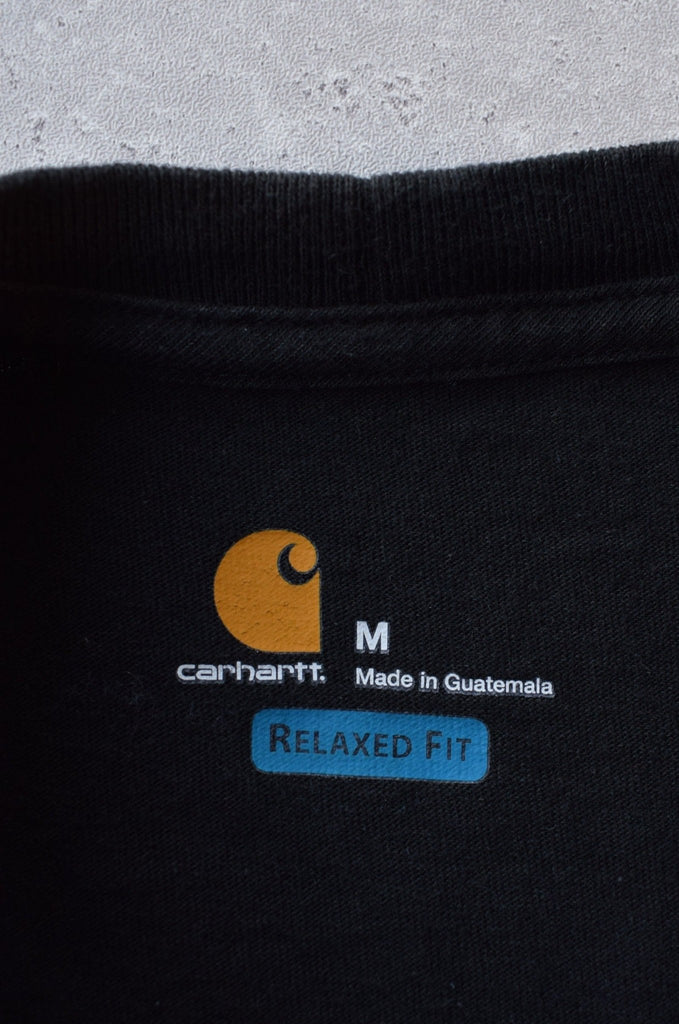 M
carhartt.
Made in Guatemala
RELAXED FIT